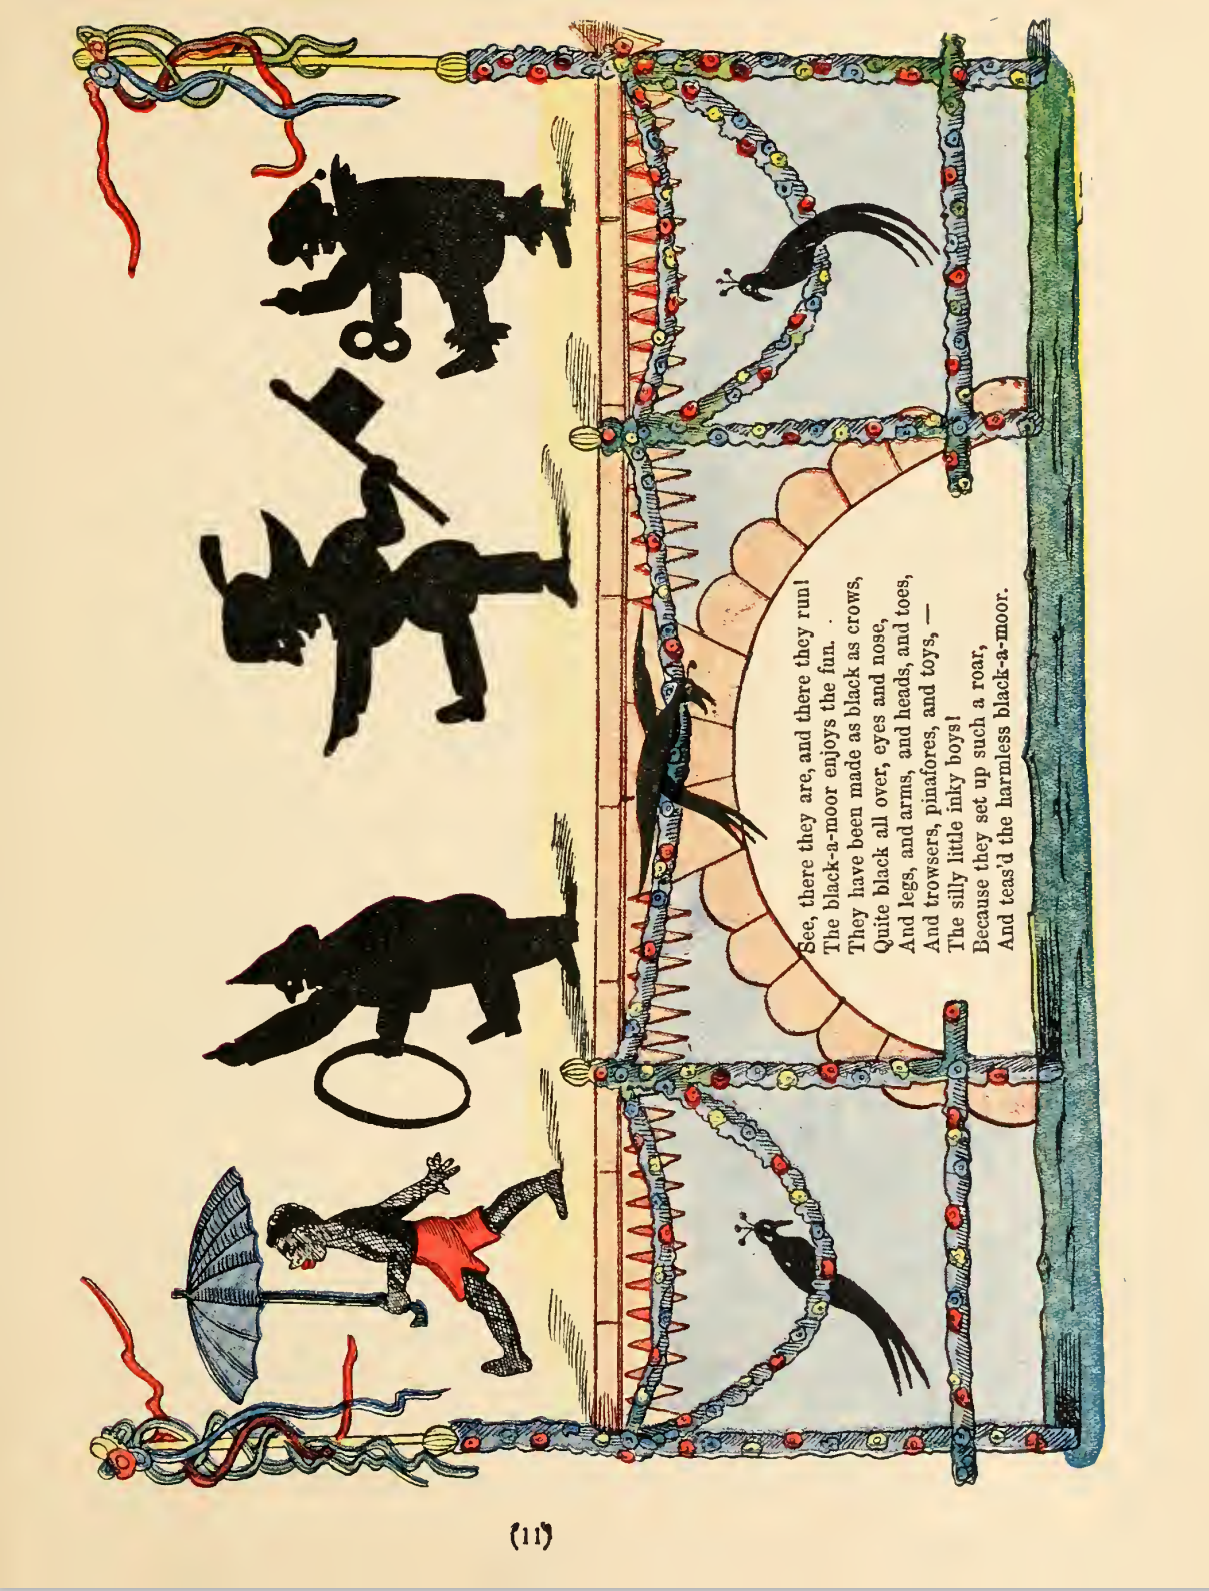 See, there they are, and there they run!
The black-a-moor enjoys the fun.
They have been made as black as crows,
Quite black all over, eyes and nose,
And legs, and arms, and heads, and toes,
And trowsers, pinafores, and toys, —
The silly little inky boys!
Because they set up such a roar,
And teas'd the harmless black-a-moor.
(11)